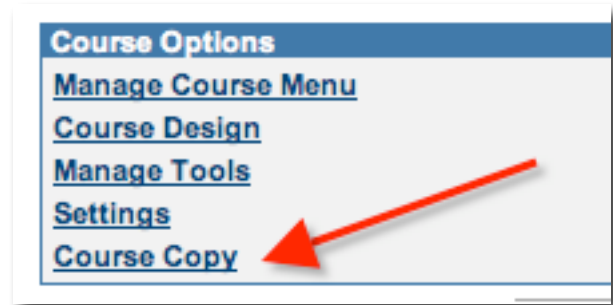 Course Options
Manage Course Menu
Course Design
Manage Tools
Settings
Course Copy